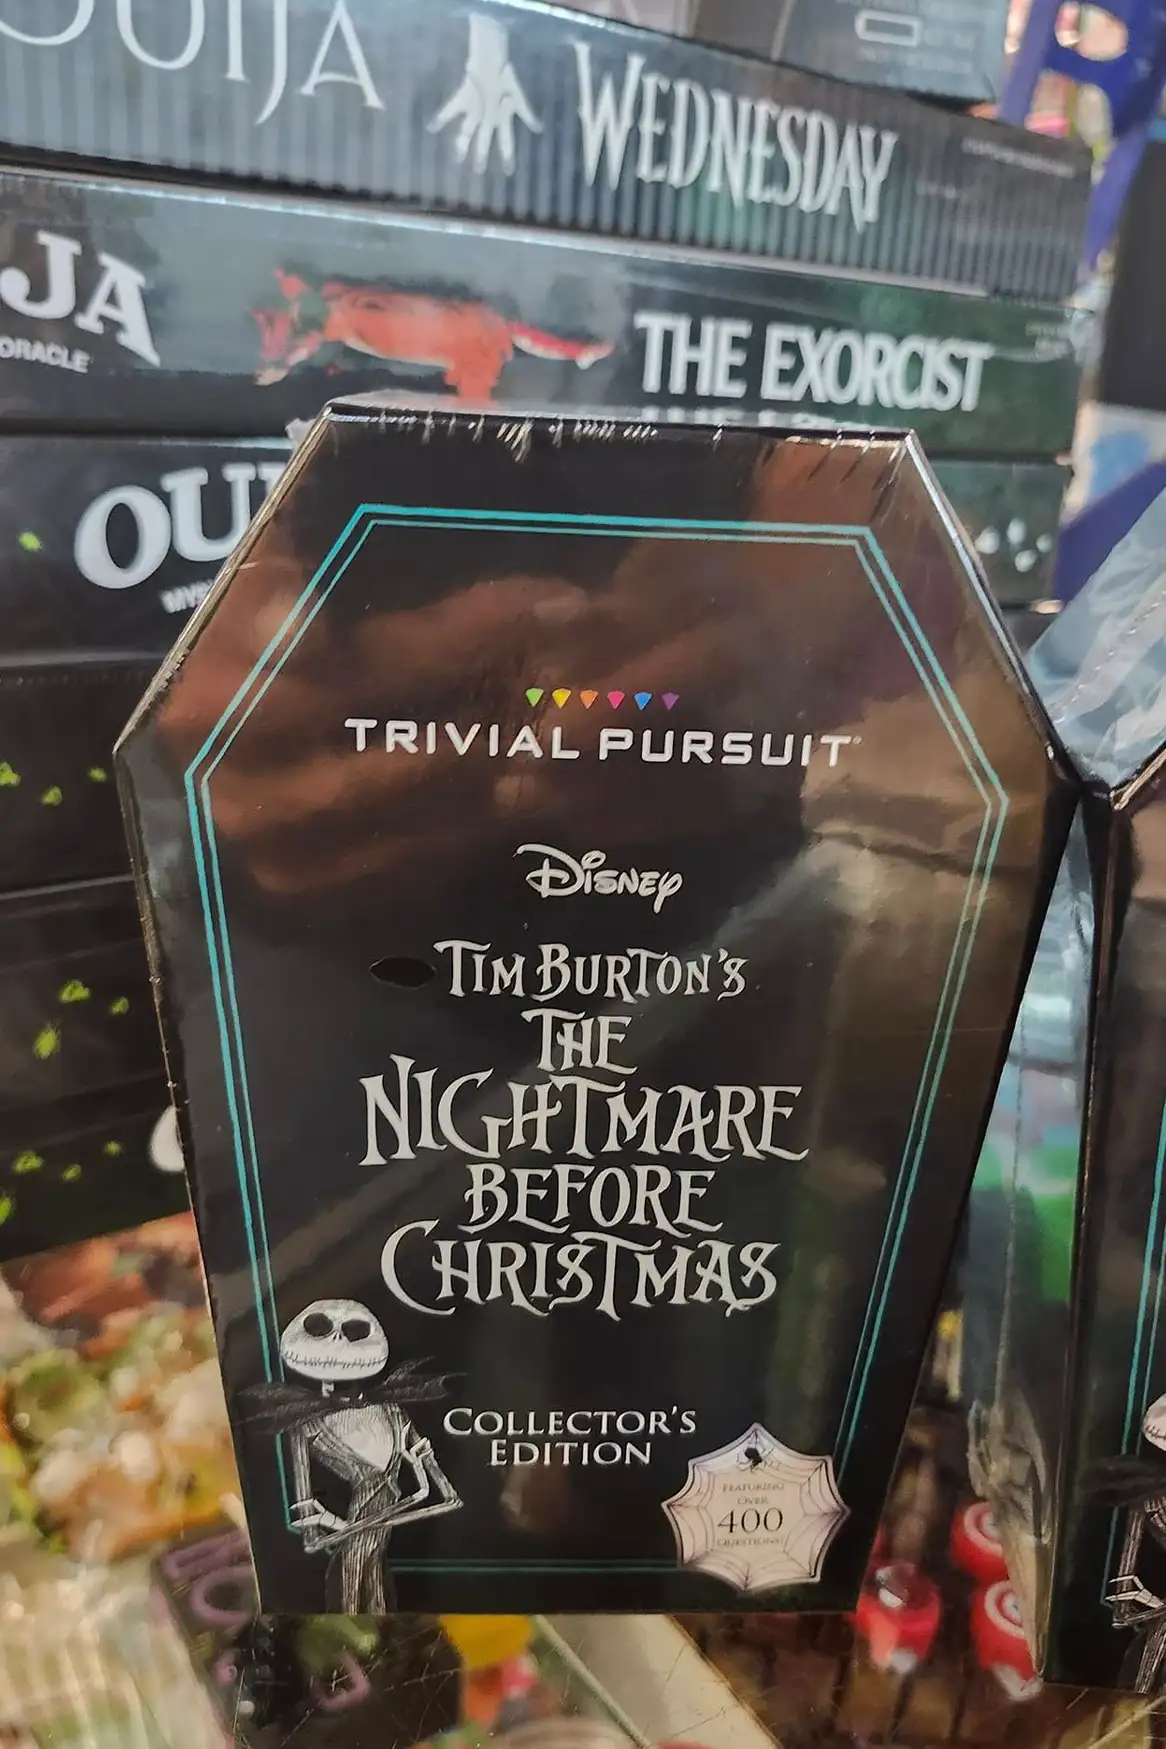 OUIJA WEDNESDAY
JA THE EXORCIST
ORACLE
OU
TRIVIAL PURSUIT
Disney
TIM BURTON'S
THE
NIGHTMARE
BEFORE
CHRISTMAS
COLLECTOR'S
EDITION
FEATURING
OVER
400
QUESTIONS!